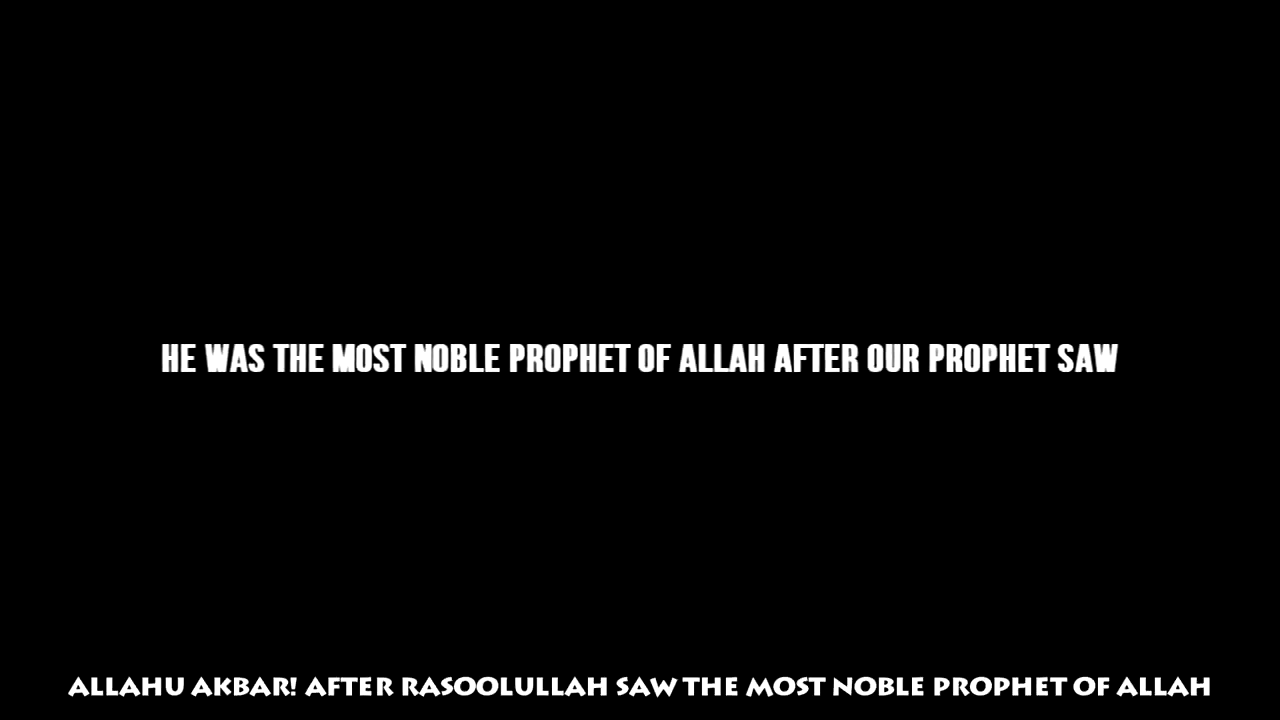 HE WAS THE MOST NOBLE PROPHET OF ALLAH AFTER OUR PROPHET SAW
ALLAHU AKBAR! AFTER RASOOLULLAH SAW THE MOST NOBLE PROPHET OF ALLAH